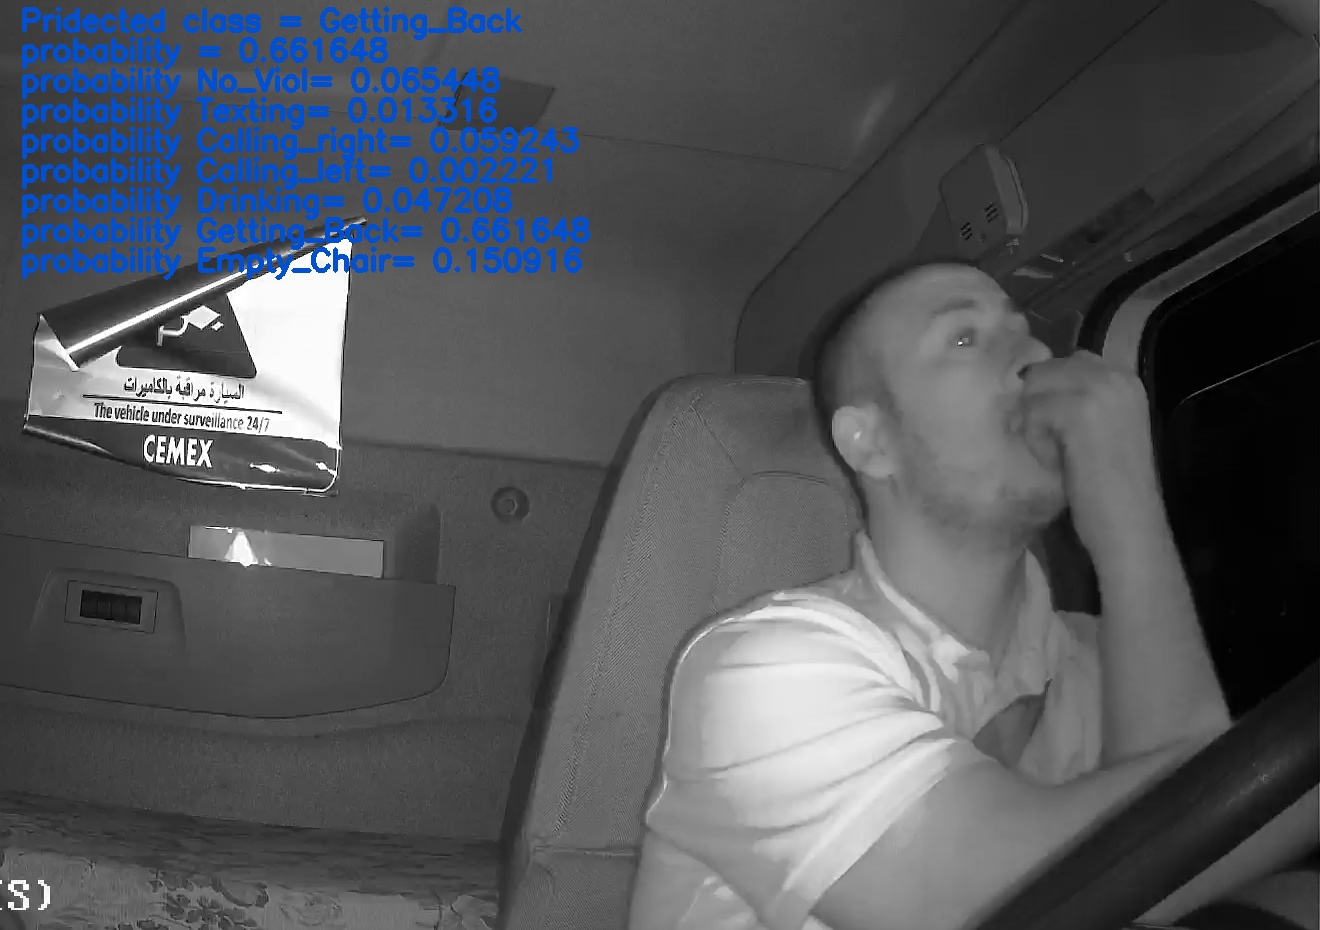 Pridected class = Getting_Back
probability = 0.661648
probability No_Viol= 0.065448
probability Texting= 0.013316
probability Calling_right= 0.059243
probability Calling_left= 0.002221
probability Drinking= 0.047208
probability Getting_Back= 0.661648
probability Empty_Chair= 0.150916
السيارة مراقبة بالكاميرات
The vehicle under surveillance 24/7
CEMEX
S)